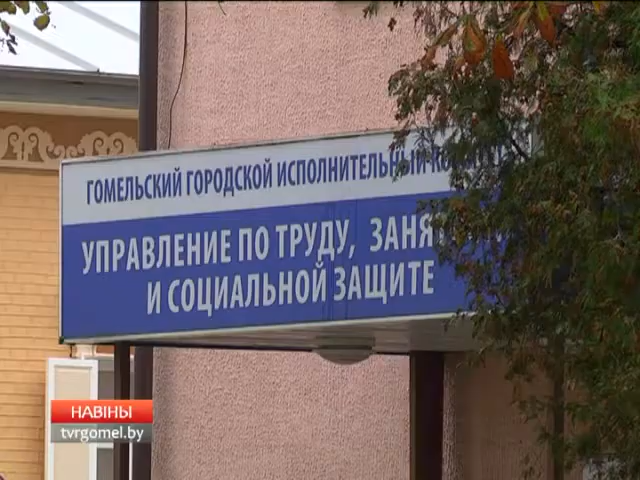 ГОМЕЛЬСКИЙ ГОРОДСКОЙ ИСПОЛНИТЕЛЬНЫЙ
УПРАВЛЕНИЕ ПО ТРУДУ,
И СОЦИАЛЬНОЙ ЗАЩИТЕ
НАВІНЫ
tvrgomel.by